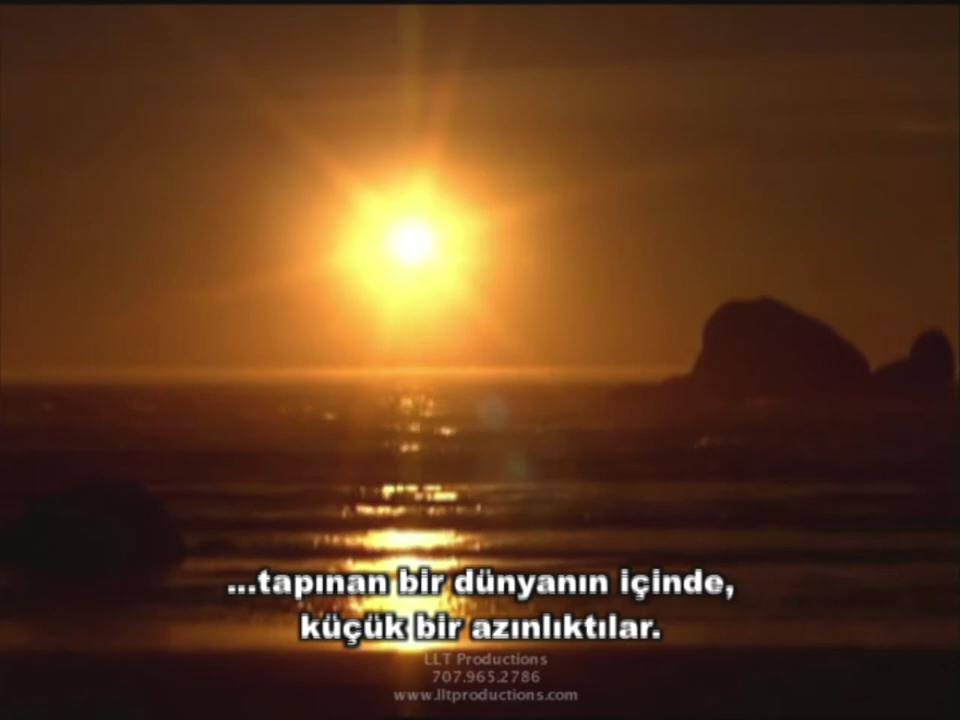 ...tapınan bir dünyanın içinde,
küçük bir azınlıktılar.
LLT Productions
707.965.2786
www.lltproductions.com